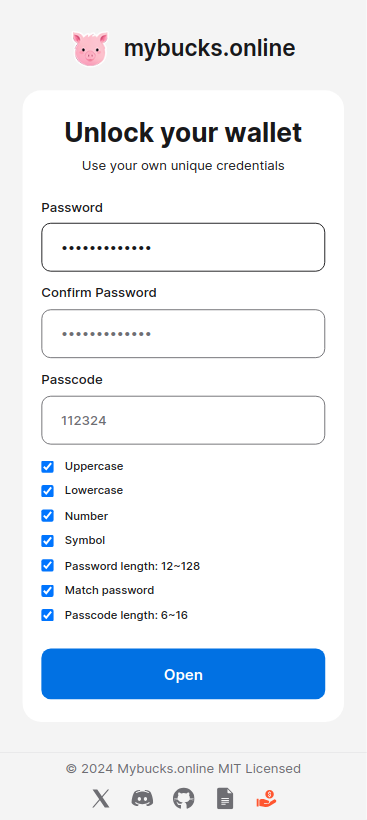 mybucks.online
Unlock your wallet
Use your own unique credentials
Password
•••••••••••••
Confirm Password
•••••••••••••
Passcode
112324
Uppercase
Lowercase
Number
Symbol
Password length: 12~128
Match password
Passcode length: 6~16
Open
© 2024 Mybucks.online MIT Licensed